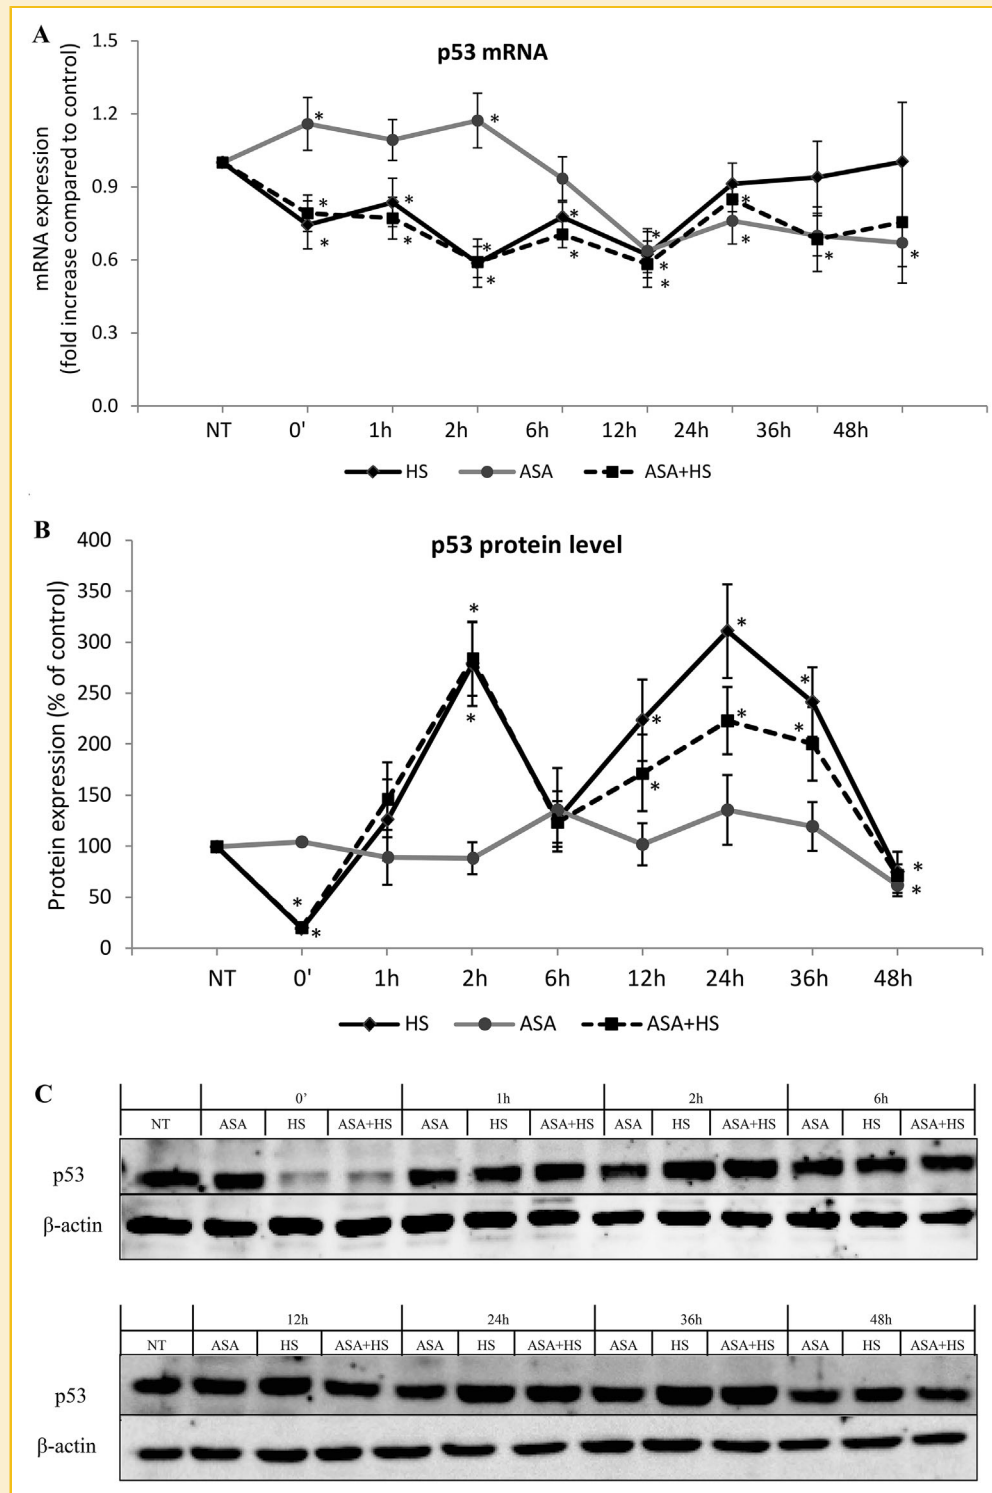 A
p53 mRNA
mRNA expression
(fold increase compared to control)
1.5
1.2
0.9
0.6
0.3
0.0
* * * * * * * * * * * * * * * * * *
NT 0' 1h 2h 6h 12h 24h 36h 48h
HS ASA ASA+HS
B
p53 protein level
Protein expression (% of control)
400
350
300
250
200
150
100
50
0
* * * * * * * * * * * *
NT 0' 1h 2h 6h 12h 24h 36h 48h
HS ASA ASA+HS
C
0’ 1h 2h 6h
NT ASA HS ASA+HS ASA HS ASA+HS ASA HS ASA+HS ASA HS ASA+HS
p53
β-actin
12h 24h 36h 48h
NT ASA HS ASA+HS ASA HS ASA+HS ASA HS ASA+HS ASA HS ASA+HS
p53
β-actin